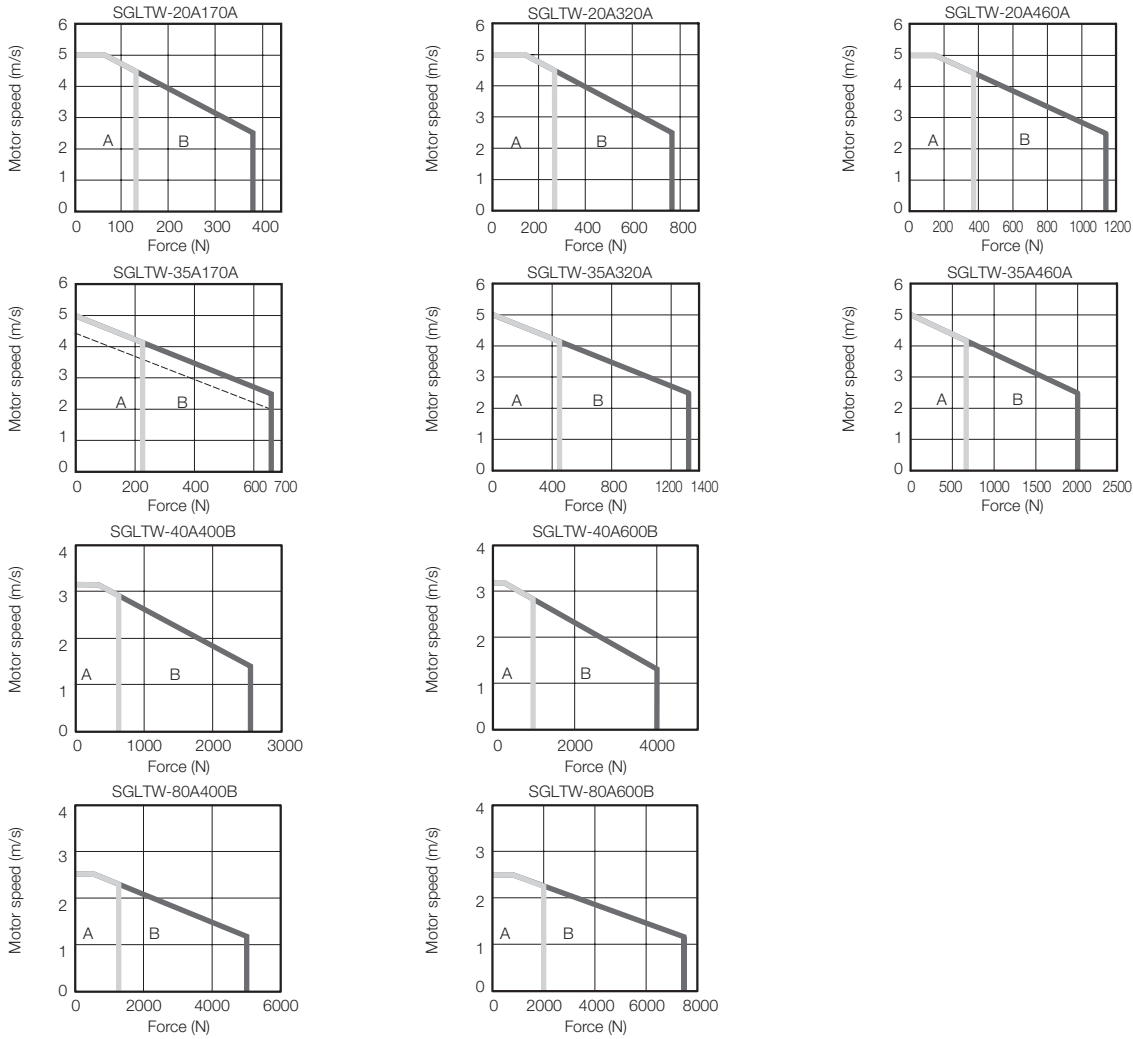 SGLTW-20A170A
Motor speed (m/s)
6
5
4
3
2
1
0
A
B
0 100 200 300 400
Force (N)
SGLTW-20A320A
Motor speed (m/s)
6
5
4
3
2
1
0
A
B
0 200 400 600 800
Force (N)
SGLTW-20A460A
Motor speed (m/s)
6
5
4
3
2
1
0
A
B
0 200 400 600 800 1000 1200
Force (N)
SGLTW-35A170A
Motor speed (m/s)
6
5
4
3
2
1
0
A
B
0 200 400 600 700
Force (N)
SGLTW-35A320A
Motor speed (m/s)
6
5
4
3
2
1
0
A
B
0 400 800 1200 1400
Force (N)
SGLTW-35A460A
Motor speed (m/s)
6
5
4
3
2
1
0
A
B
0 500 1000 1500 2000 2500
Force (N)
SGLTW-40A400B
Motor speed (m/s)
4
3
2
1
0
A
B
0 1000 2000 3000
Force (N)
SGLTW-40A600B
Motor speed (m/s)
4
3
2
1
0
A
B
0 2000 4000
Force (N)
SGLTW-80A400B
Motor speed (m/s)
4
3
2
1
0
A
B
0 2000 4000 6000
Force (N)
SGLTW-80A600B
Motor speed (m/s)
4
3
2
1
0
A
B
0 2000 4000 6000 8000
Force (N)